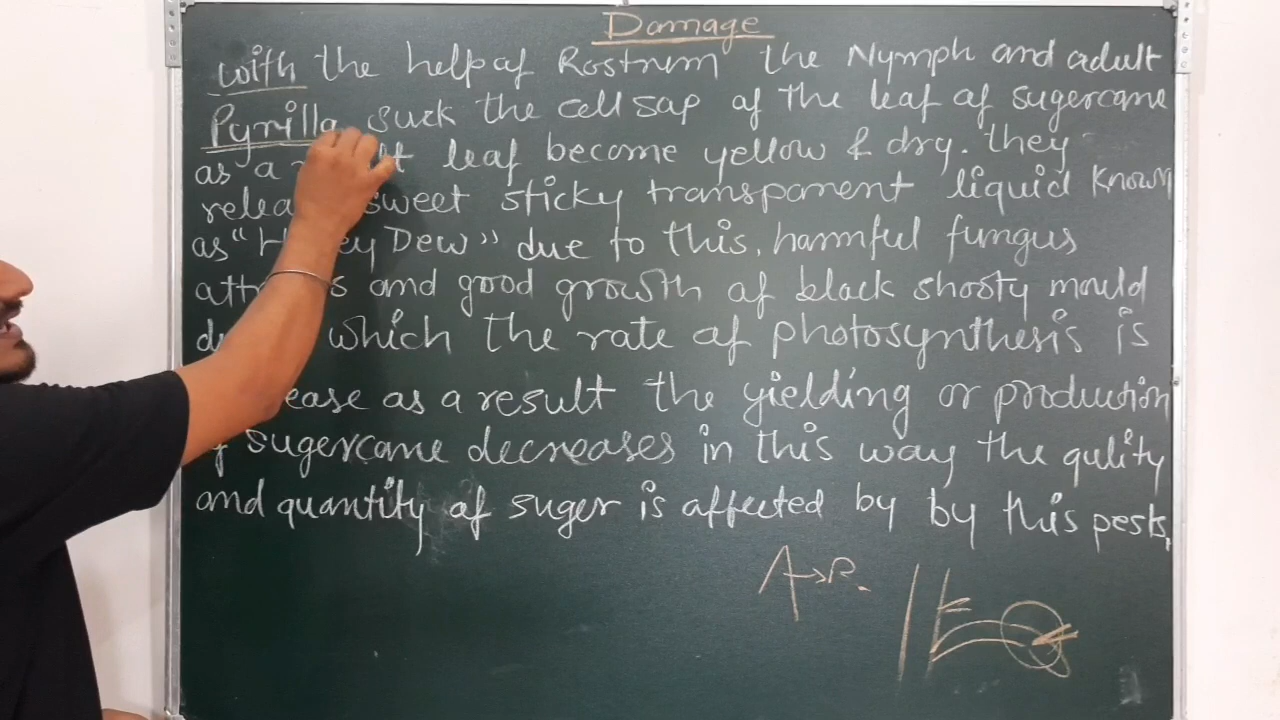 Damage
With the help of Rostrum the Nymph and adult
Pyrilla suck the cell sap of the leaf of sugercane
as a leaf become yellow & dry. they
sweet sticky transparent liquid known
as " Dew" due to this, harmful fungus
and good growth of black shooty mould
which the rate of photosynthesis is
as a result the yielding or production
sugercane decreases in this way the qulity
and quantity of suger is affected by by this pests.